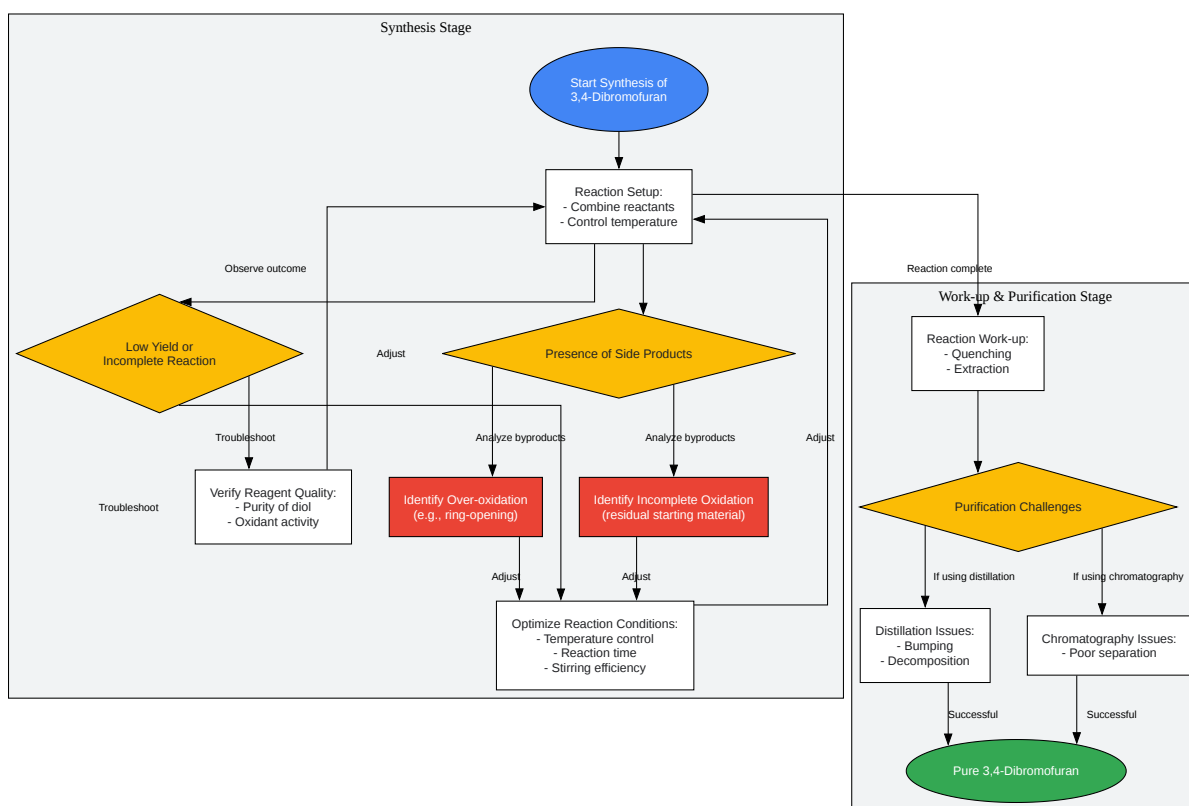 Synthesis Stage
Start Synthesis of
3,4-Dibromofuran
Reaction Setup:
- Combine reactants
- Control temperature
Observe outcome
Reaction complete
Work-up & Purification Stage
Low Yield or
Incomplete Reaction
Adjust
Presence of Side Products
Reaction Work-up:
- Quenching
- Extraction
Troubleshoot
Analyze byproducts
Analyze byproducts
Adjust
Troubleshoot
Verify Reagent Quality:
- Purity of diol
- Oxidant activity
Identify Over-oxidation
(e.g., ring-opening)
Identify Incomplete Oxidation
(residual starting material)
Purification Challenges
Adjust
Adjust
If using distillation
If using chromatography
Optimize Reaction Conditions:
- Temperature control
- Reaction time
- Stirring efficiency
Distillation Issues:
- Bumping
- Decomposition
Chromatography Issues:
- Poor separation
Successful
Successful
Pure 3,4-Dibromofuran